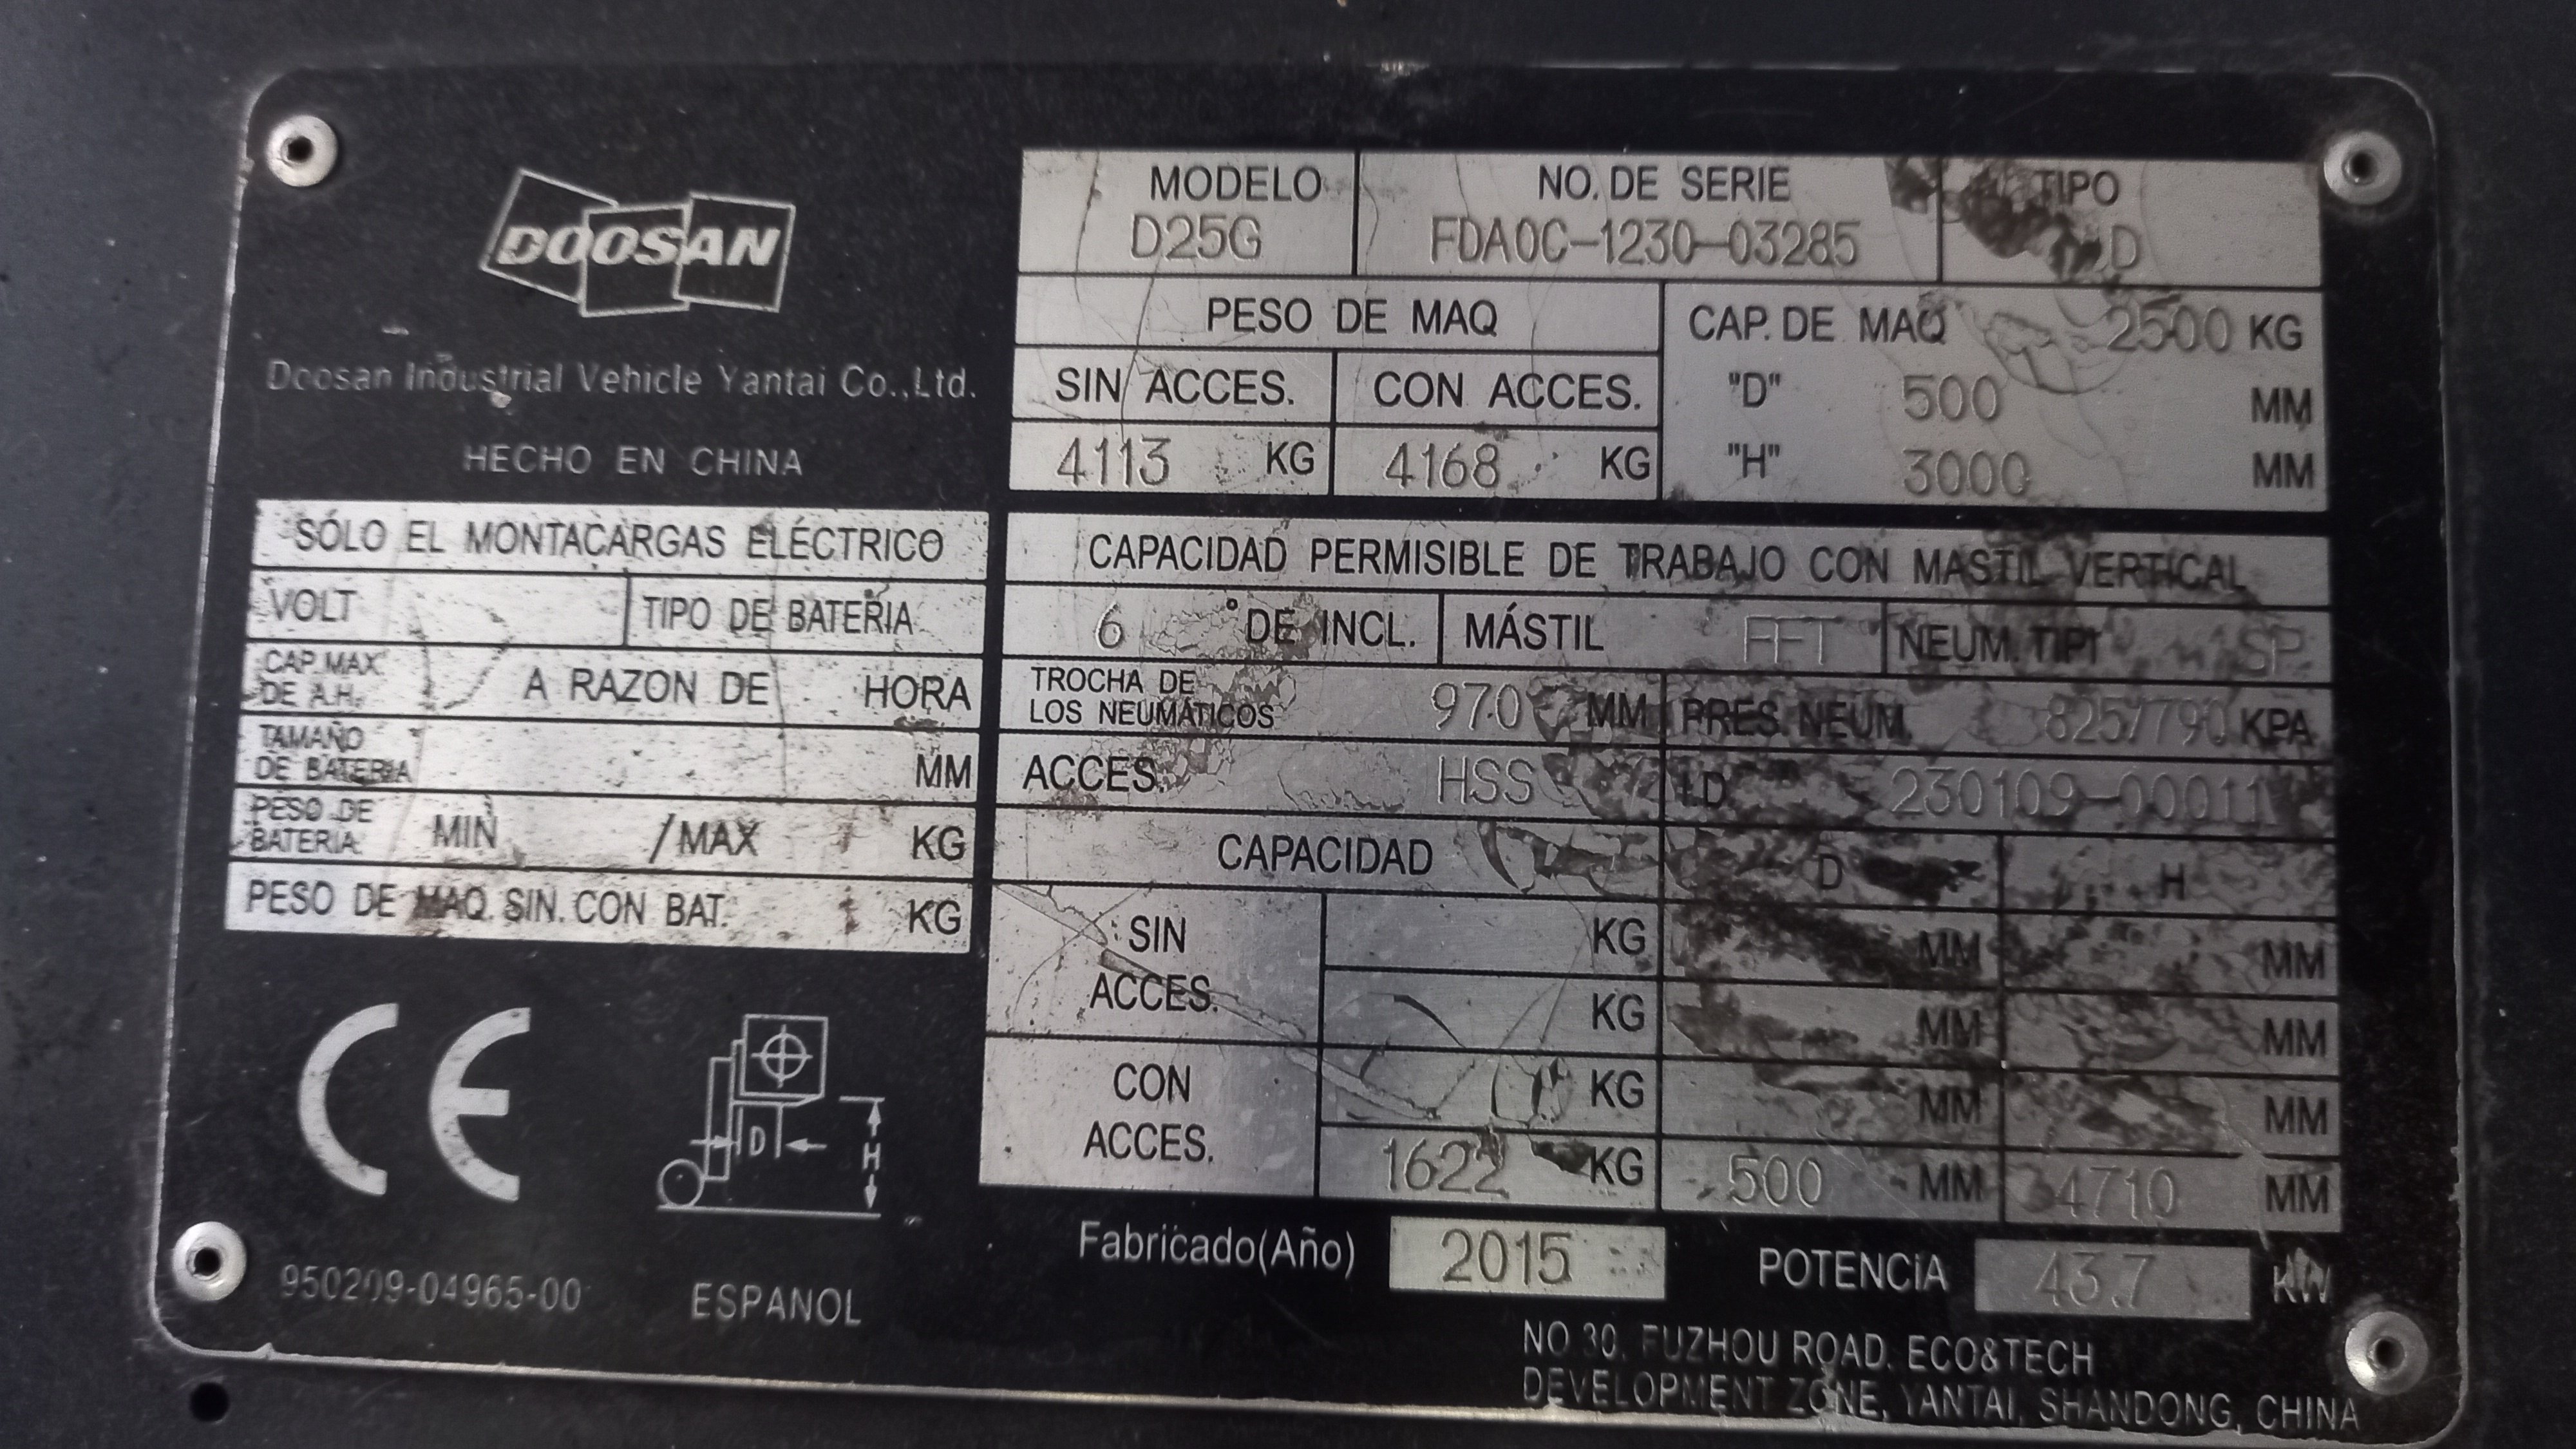 DOOSAN
Doosan Industrial Vehicle Yantai Co.,Ltd.
HECHO EN CHINA
MODELO NO. DE SERIE TIPO
D25G FDA0C-1230-03285 D
PESO DE MAQ CAP. DE MAQ 2500 KG
SIN ACCES. CON ACCES. "D" 500 MM
4113 KG 4168 KG "H" 3000 MM
SÓLO EL MONTACARGAS ELÉCTRICO
VOLT TIPO DE BATERIA
CAP. MAX. DE A.H. A RAZON DE HORA
TAMAÑO DE BATERIA MM
PESO DE BATERIA MIN /MAX KG
PESO DE MAQ. SIN. CON BAT. KG
CAPACIDAD PERMISIBLE DE TRABAJO CON MASTIL VERTICAL
6 ° DE INCL. MÁSTIL FFT NEUM. TIPI SP
TROCHA DE LOS NEUMÁTICOS 970 MM PRES. NEUM. 825/790 KPA
ACCES. HSS I.D 230109-00011
CAPACIDAD D H
SIN ACCES. KG MM MM
KG MM MM
CON ACCES. KG MM MM
1622 KG 500 MM 4710 MM
CE
D
H
950209-04965-00
ESPANOL
Fabricado(Año) 2015 POTENCiA 43.7 KW
NO 30, FUZHOU ROAD, ECO&TECH
DEVELOPMENT ZONE, YANTAI, SHANDONG, CHINA